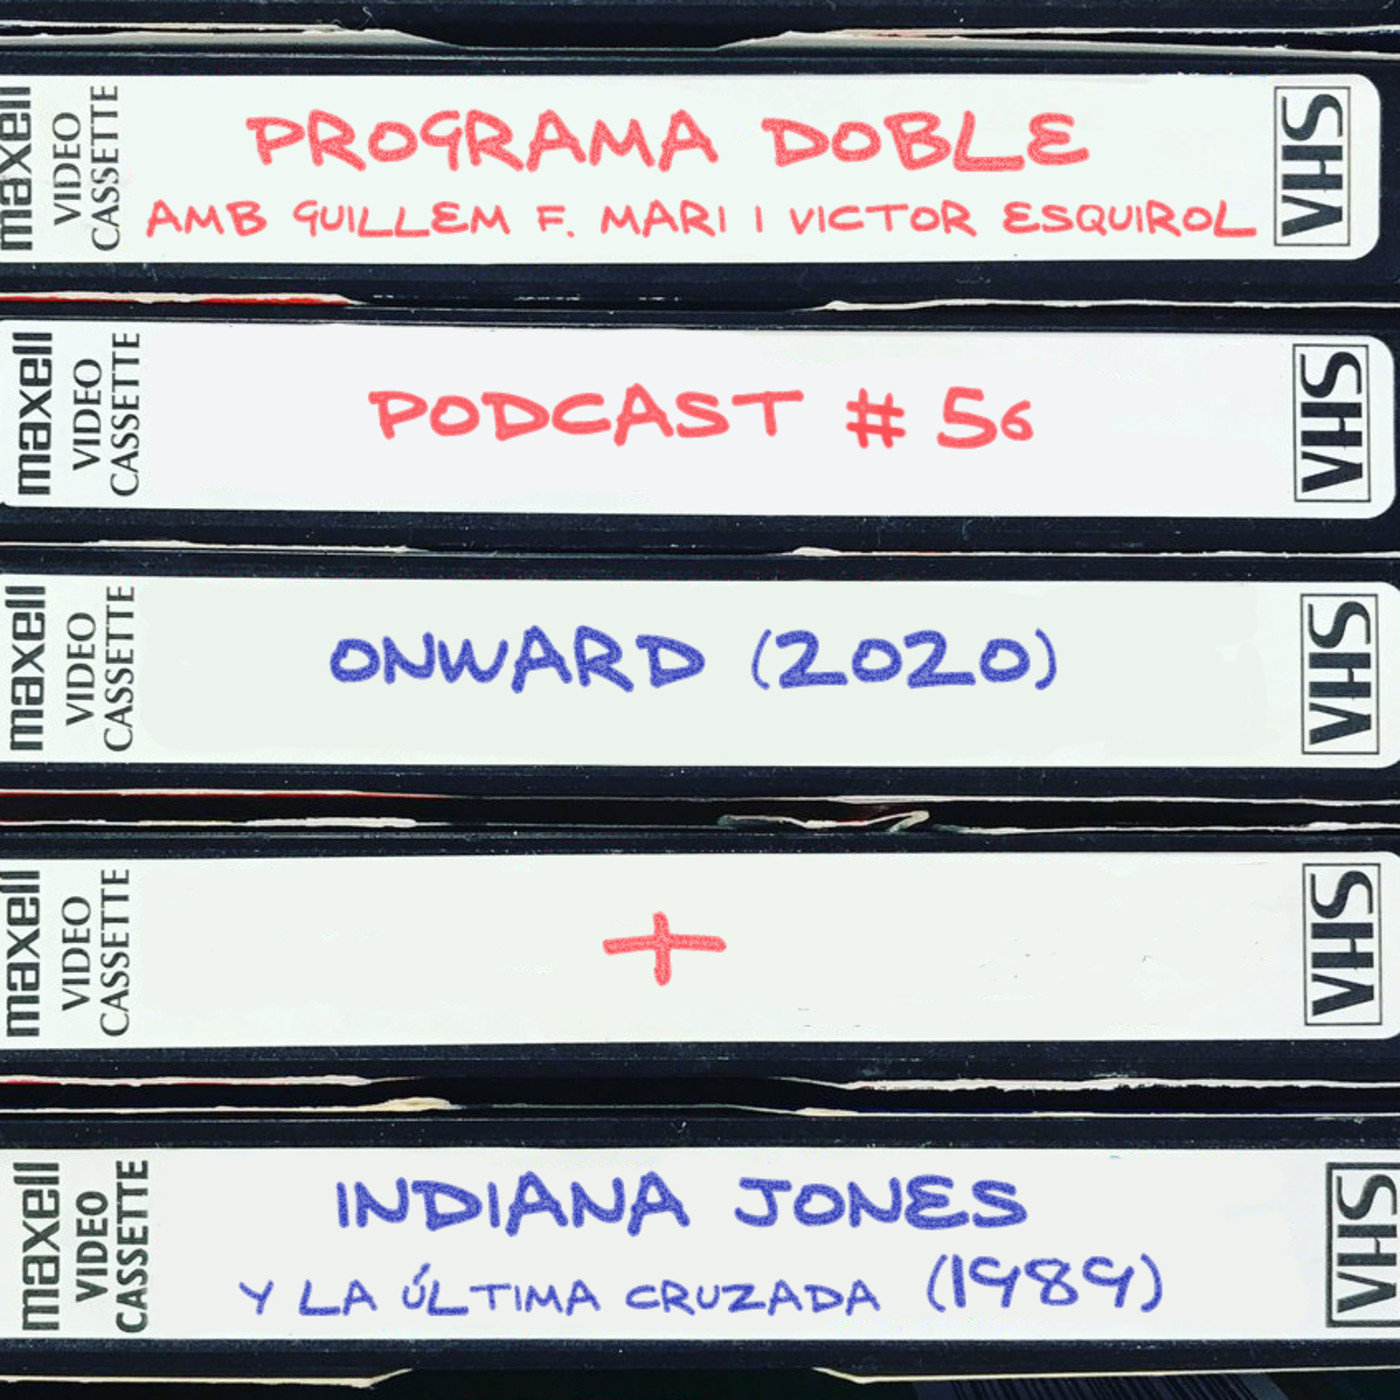 maxell
VIDEO
CASSETTE
PROGRAMA DOBLE
AMB GUILLEM F. MARI I VICTOR ESQUIROL
VHS
maxell
VIDEO
CASSETTE
PODCAST # 56
VHS
maxell
VIDEO
CASSETTE
ONWARD (2020)
VHS
maxell
VIDEO
CASSETTE
+
VHS
maxell
VIDEO
CASSETTE
INDIANA JONES
Y LA ÚLTIMA CRUZADA (1989)
VHS